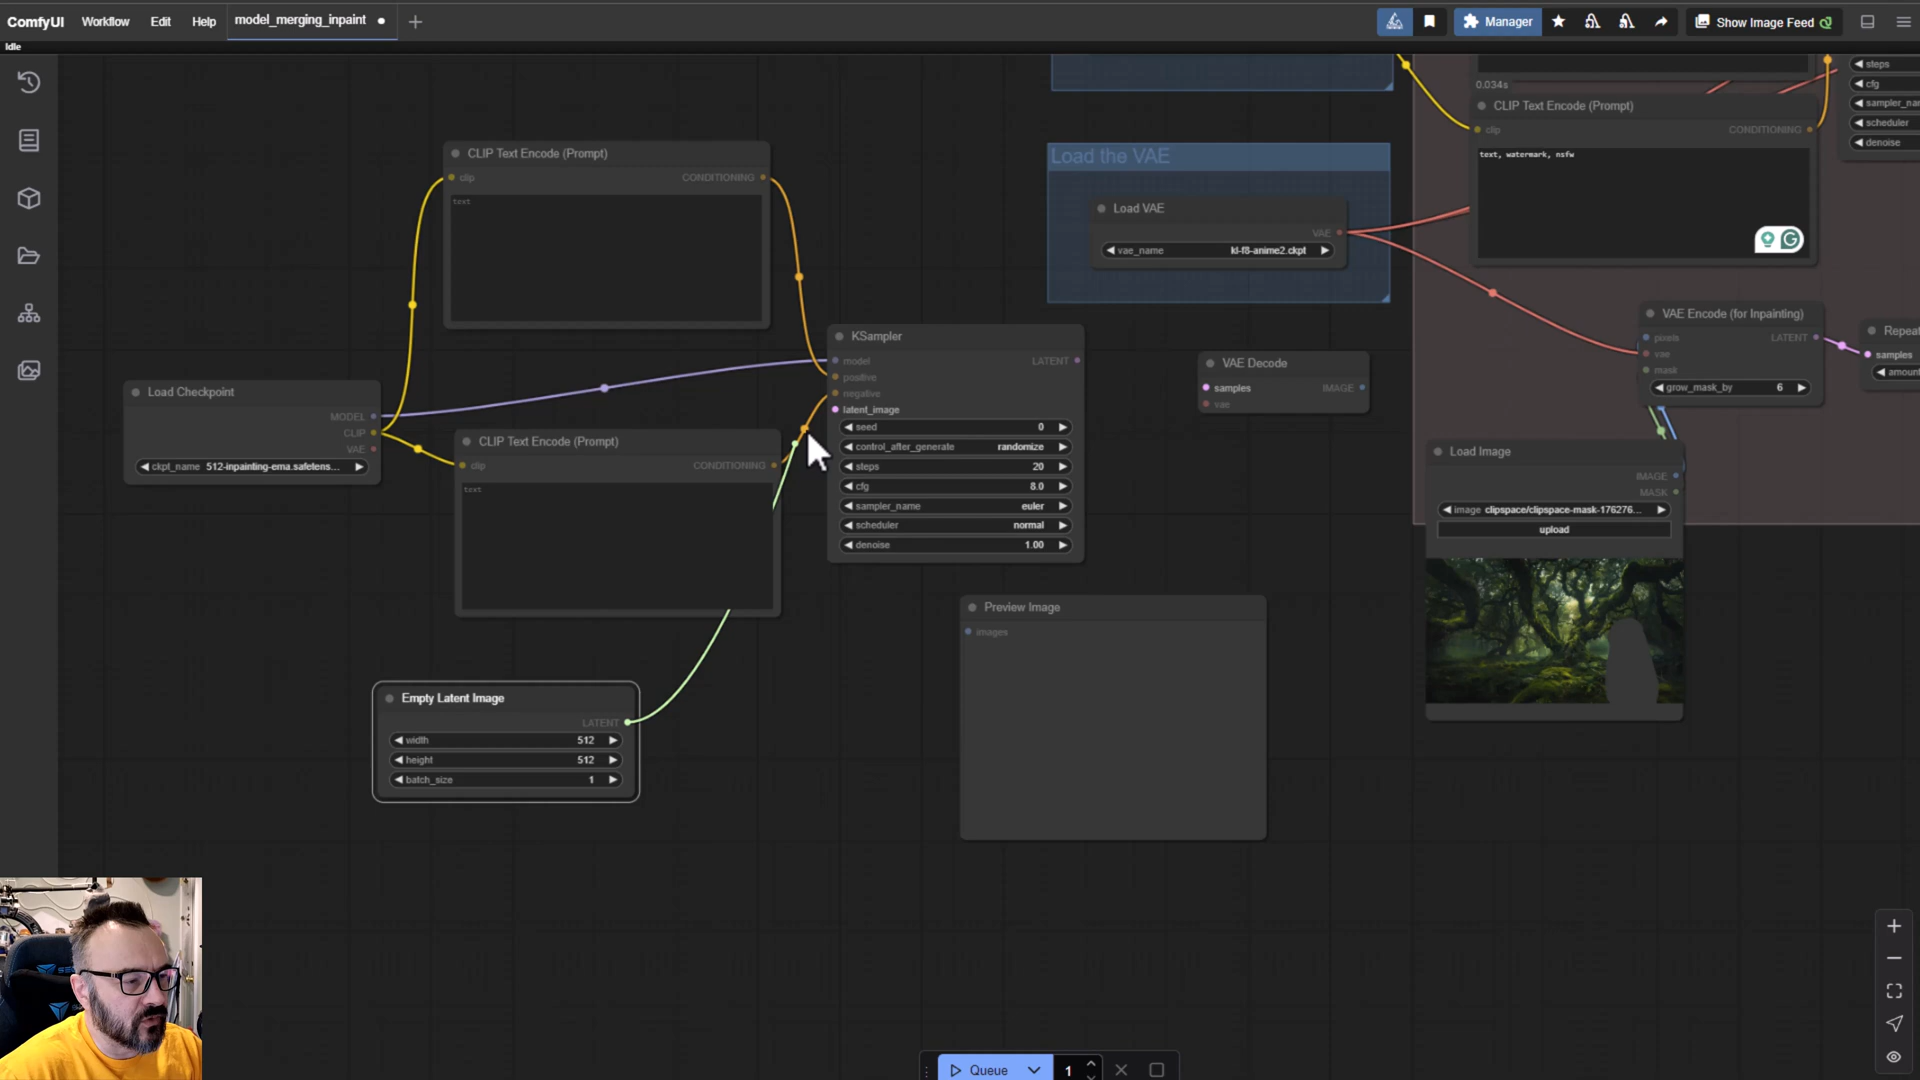 ComfyUI
Workflow
Edit
Help
model_merging_inpaint
Manager
Show Image Feed
Idle
CLIP Text Encode (Prompt)
clip
CONDITIONING
text
Load Checkpoint
MODEL
CLIP
VAE
ckpt_name 512-inpainting-ema.safetens...
CLIP Text Encode (Prompt)
clip
CONDITIONING
text
Empty Latent Image
LATENT
width 512
height 512
batch_size 1
KSampler
model
LATENT
positive
negative
latent_image
seed 0
control_after_generate randomize
steps 20
cfg 8.0
sampler_name euler
scheduler normal
denoise 1.00
Preview Image
images
Load the VAE
Load VAE
VAE
vae_name kl-f8-anime2.ckpt
VAE Decode
samples
IMAGE
vae
0.034s
CLIP Text Encode (Prompt)
clip
CONDITIONING
text, watermark, nsfw
VAE Encode (for Inpainting)
pixels
LATENT
vae
mask
grow_mask_by 6
Load Image
IMAGE
MASK
image clipspace/clipspace-mask-176276...
upload
steps
cfg
sampler_na
scheduler
denoise
Repeat
samples
amount
Queue
1